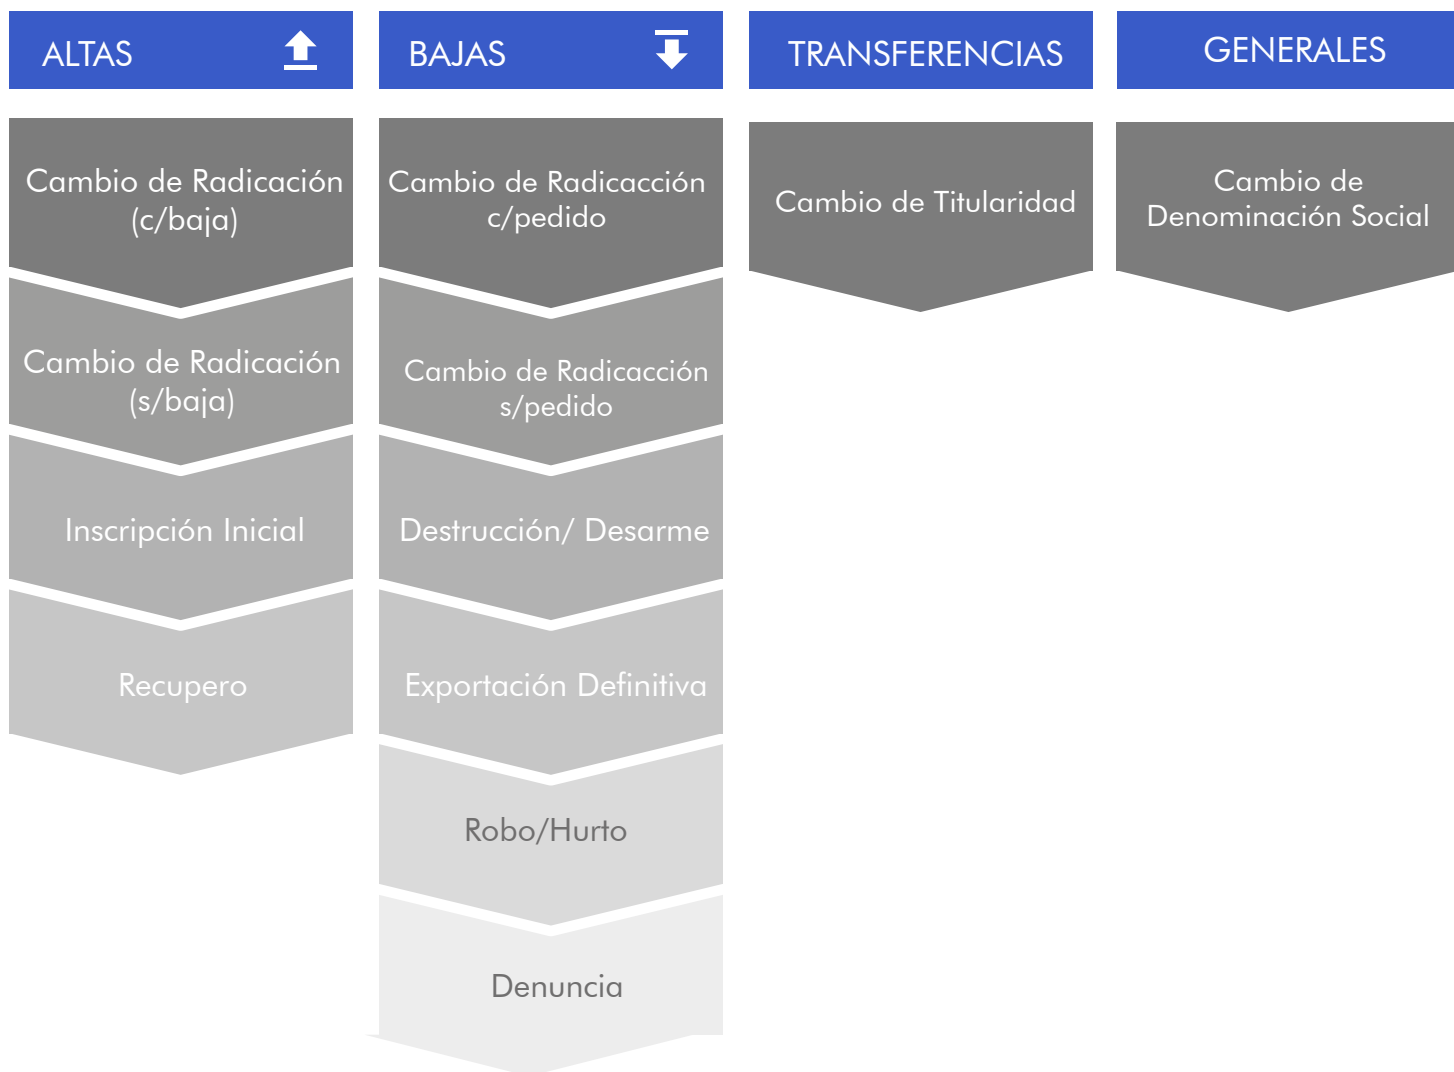 ALTAS
Cambio de Radicación
(c/baja)
Cambio de Radicación
(s/baja)
Inscripción Inicial
Recupero
BAJAS
Cambio de Radicacción
c/pedido
Cambio de Radicacción
s/pedido
Destrucción/ Desarme
Exportación Definitiva
Robo/Hurto
Denuncia
TRANSFERENCIAS
Cambio de Titularidad
GENERALES
Cambio de
Denominación Social